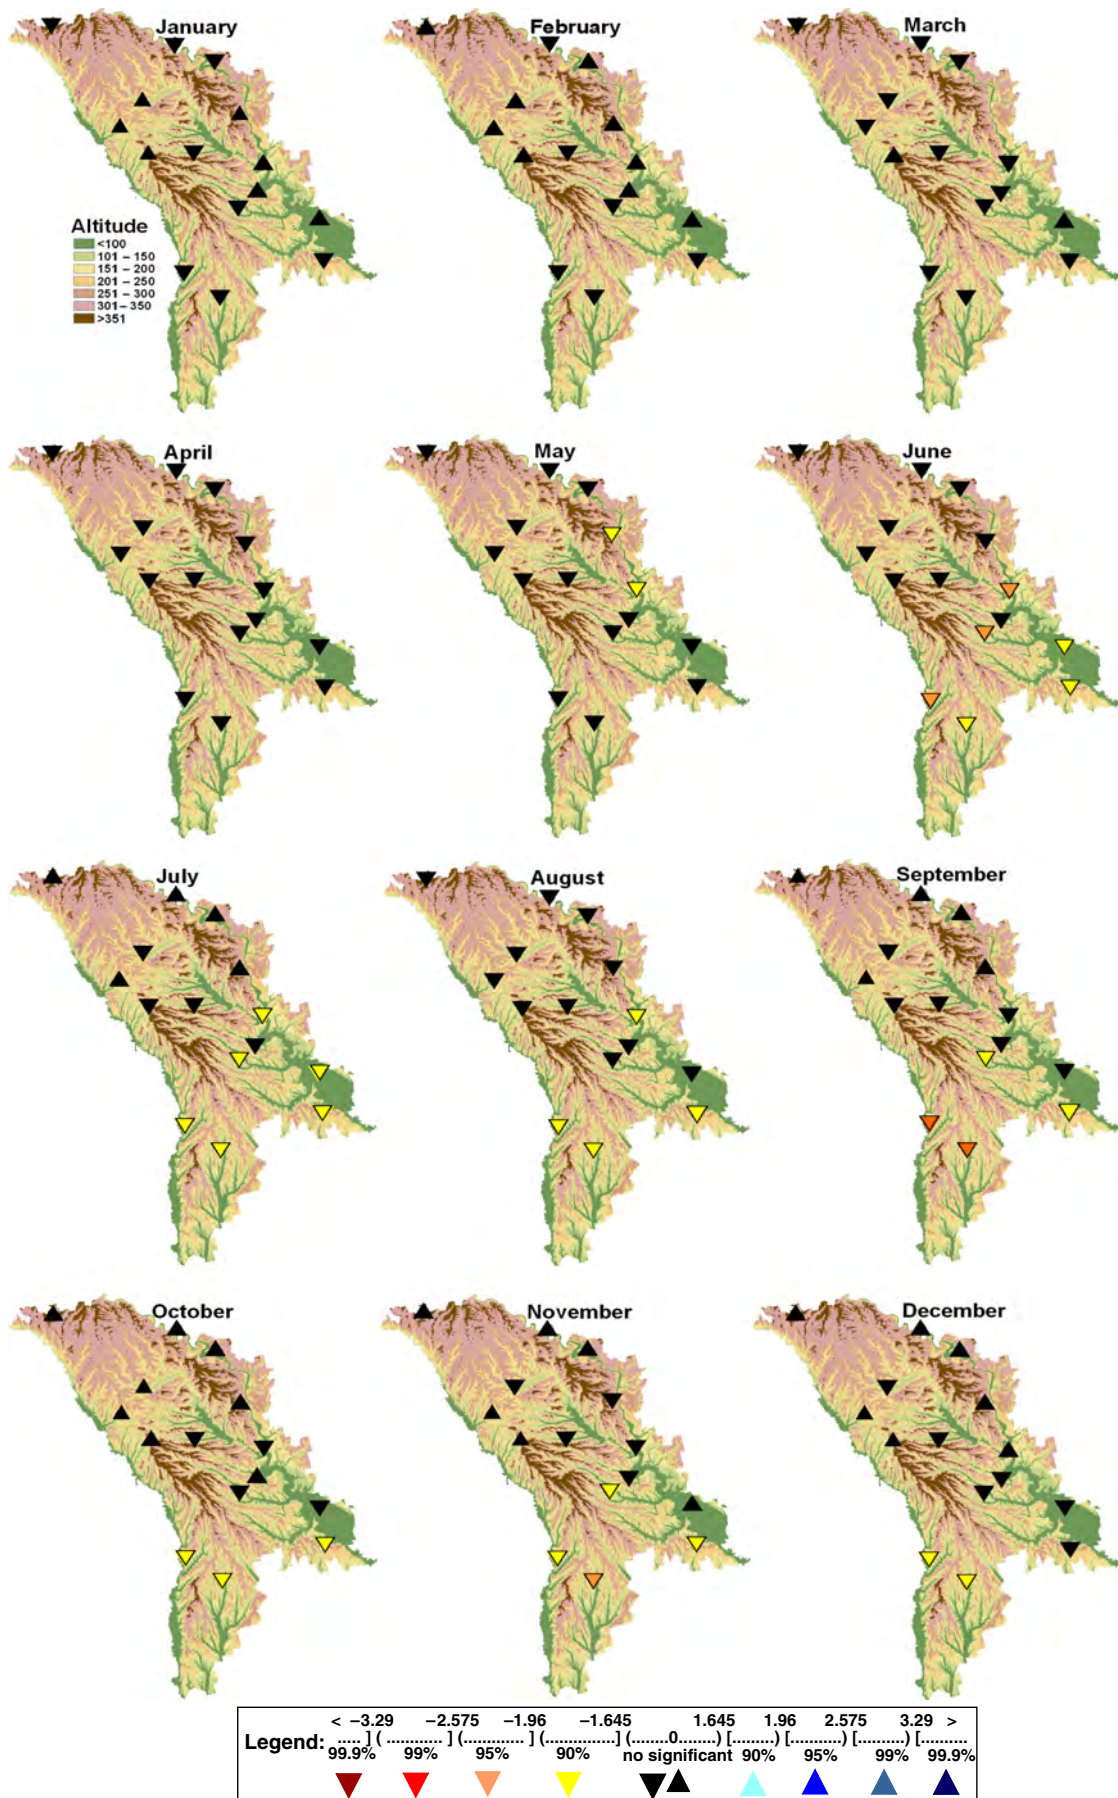 January
February
March
Altitude
<100
101 – 150
151 – 200
201 – 250
251 – 300
301 – 350
>351
April
May
June
July
August
September
October
November
December
< –3.29 –2.575 –1.96 –1.645 1.645 1.96 2.575 3.29 >
Legend: ..... ] ( ........... ] (............ ] (..............] (.......0.......) [.........) [.........) [.........) [..........
99.9% 99% 95% 90% no significant 90% 95% 99% 99.9%